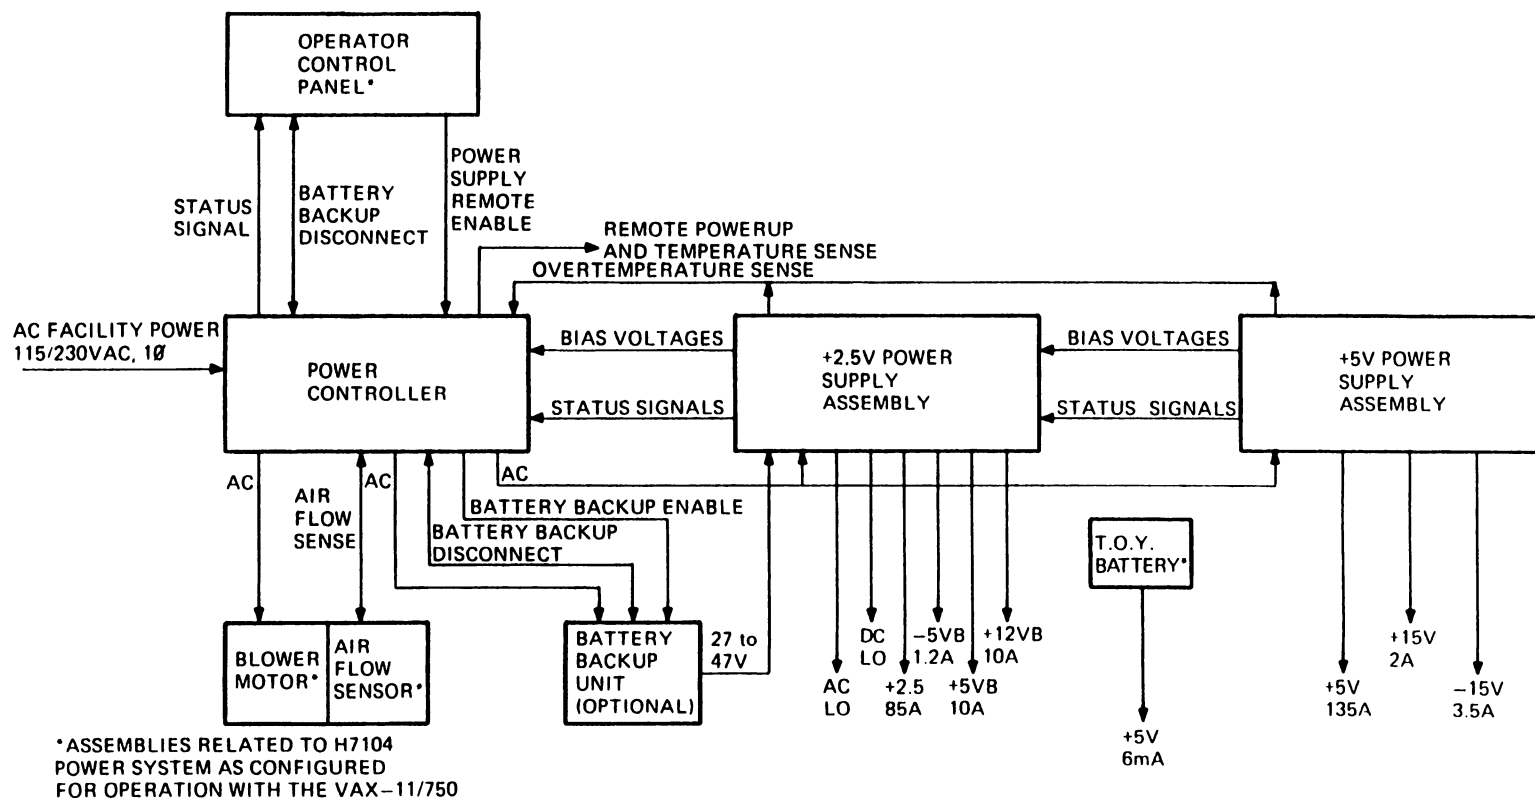 OPERATOR
CONTROL
PANEL*
POWER
SUPPLY
REMOTE
ENABLE
BATTERY
BACKUP
DISCONNECT
STATUS
SIGNAL
REMOTE POWERUP
AND TEMPERATURE SENSE
OVERTEMPERATURE SENSE
AC FACILITY POWER
115/230VAC, 1Ø
POWER
CONTROLLER
BIAS VOLTAGES
STATUS SIGNALS
+2.5V POWER
SUPPLY
ASSEMBLY
BIAS VOLTAGES
STATUS SIGNALS
+5V POWER
SUPPLY
ASSEMBLY
AC
AIR
FLOW
SENSE
AC
AC
BATTERY BACKUP ENABLE
BATTERY BACKUP
DISCONNECT
T.O.Y.
BATTERY*
BLOWER
MOTOR*
AIR
FLOW
SENSOR*
BATTERY
BACKUP
UNIT
(OPTIONAL)
27 to
47V
AC
LO
DC
LO
+2.5
85A
−5VB
1.2A
+5VB
10A
+12VB
10A
+5V
6mA
+5V
135A
+15V
2A
−15V
3.5A
*ASSEMBLIES RELATED TO H7104
POWER SYSTEM AS CONFIGURED
FOR OPERATION WITH THE VAX−11/750